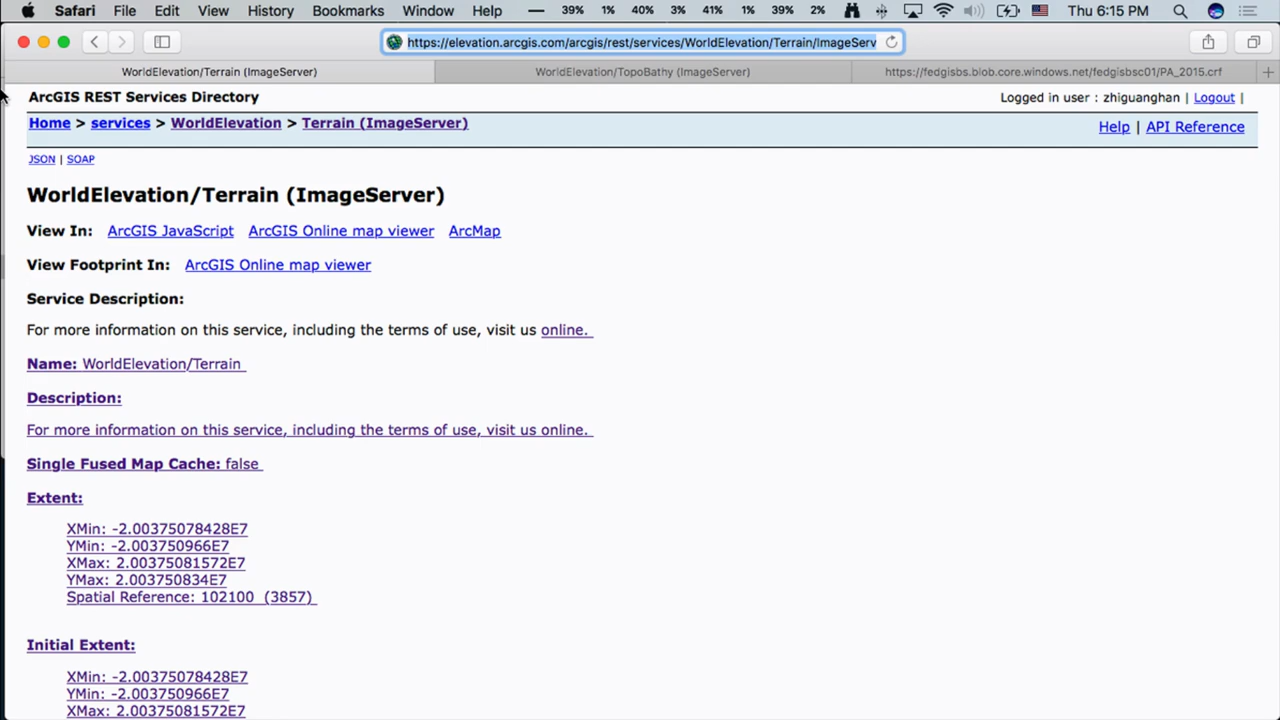 Safari File Edit View History Bookmarks Window Help 39% 1% 40% 3% 41% 1% 39% 2% Thu 6:15 PM
https://elevation.arcgis.com/arcgis/rest/services/WorldElevation/Terrain/ImageServ
WorldElevation/Terrain (ImageServer) WorldElevation/TopoBathy (ImageServer) https://fedgisbs.blob.core.windows.net/fedgisbsc01/PA_2015.crf
ArcGIS REST Services Directory Logged in user : zhiguanghan | Logout |
Home > services > WorldElevation > Terrain (ImageServer) Help | API Reference
JSON | SOAP
WorldElevation/Terrain (ImageServer)
View In: ArcGIS JavaScript ArcGIS Online map viewer ArcMap
View Footprint In: ArcGIS Online map viewer
Service Description:
For more information on this service, including the terms of use, visit us online.
Name: WorldElevation/Terrain
Description:
For more information on this service, including the terms of use, visit us online.
Single Fused Map Cache: false
Extent:
XMin: -2.00375078428E7
YMin: -2.003750966E7
XMax: 2.00375081572E7
YMax: 2.003750834E7
Spatial Reference: 102100 (3857)
Initial Extent:
XMin: -2.00375078428E7
YMin: -2.003750966E7
XMax: 2.00375081572E7